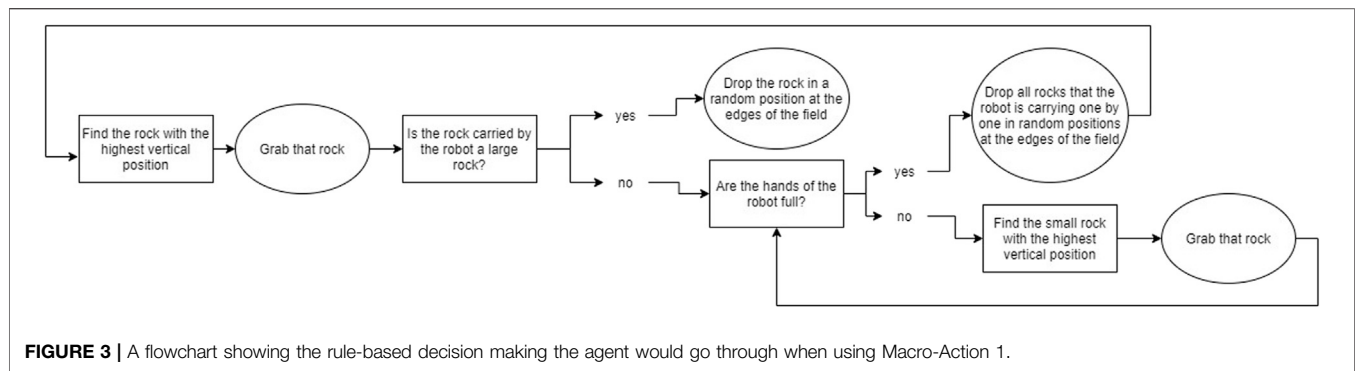 Find the rock with the
highest vertical
position
Grab that rock
Is the rock carried by
the robot a large
rock?
yes
no
Drop the rock in a
random position at the
edges of the field
Are the hands of the
robot full?
yes
no
Drop all rocks that the
robot is carrying one by
one in random positions
at the edges of the field
Find the small rock
with the highest
vertical position
Grab that rock
FIGURE 3 | A flowchart showing the rule-based decision making the agent would go through when using Macro-Action 1.